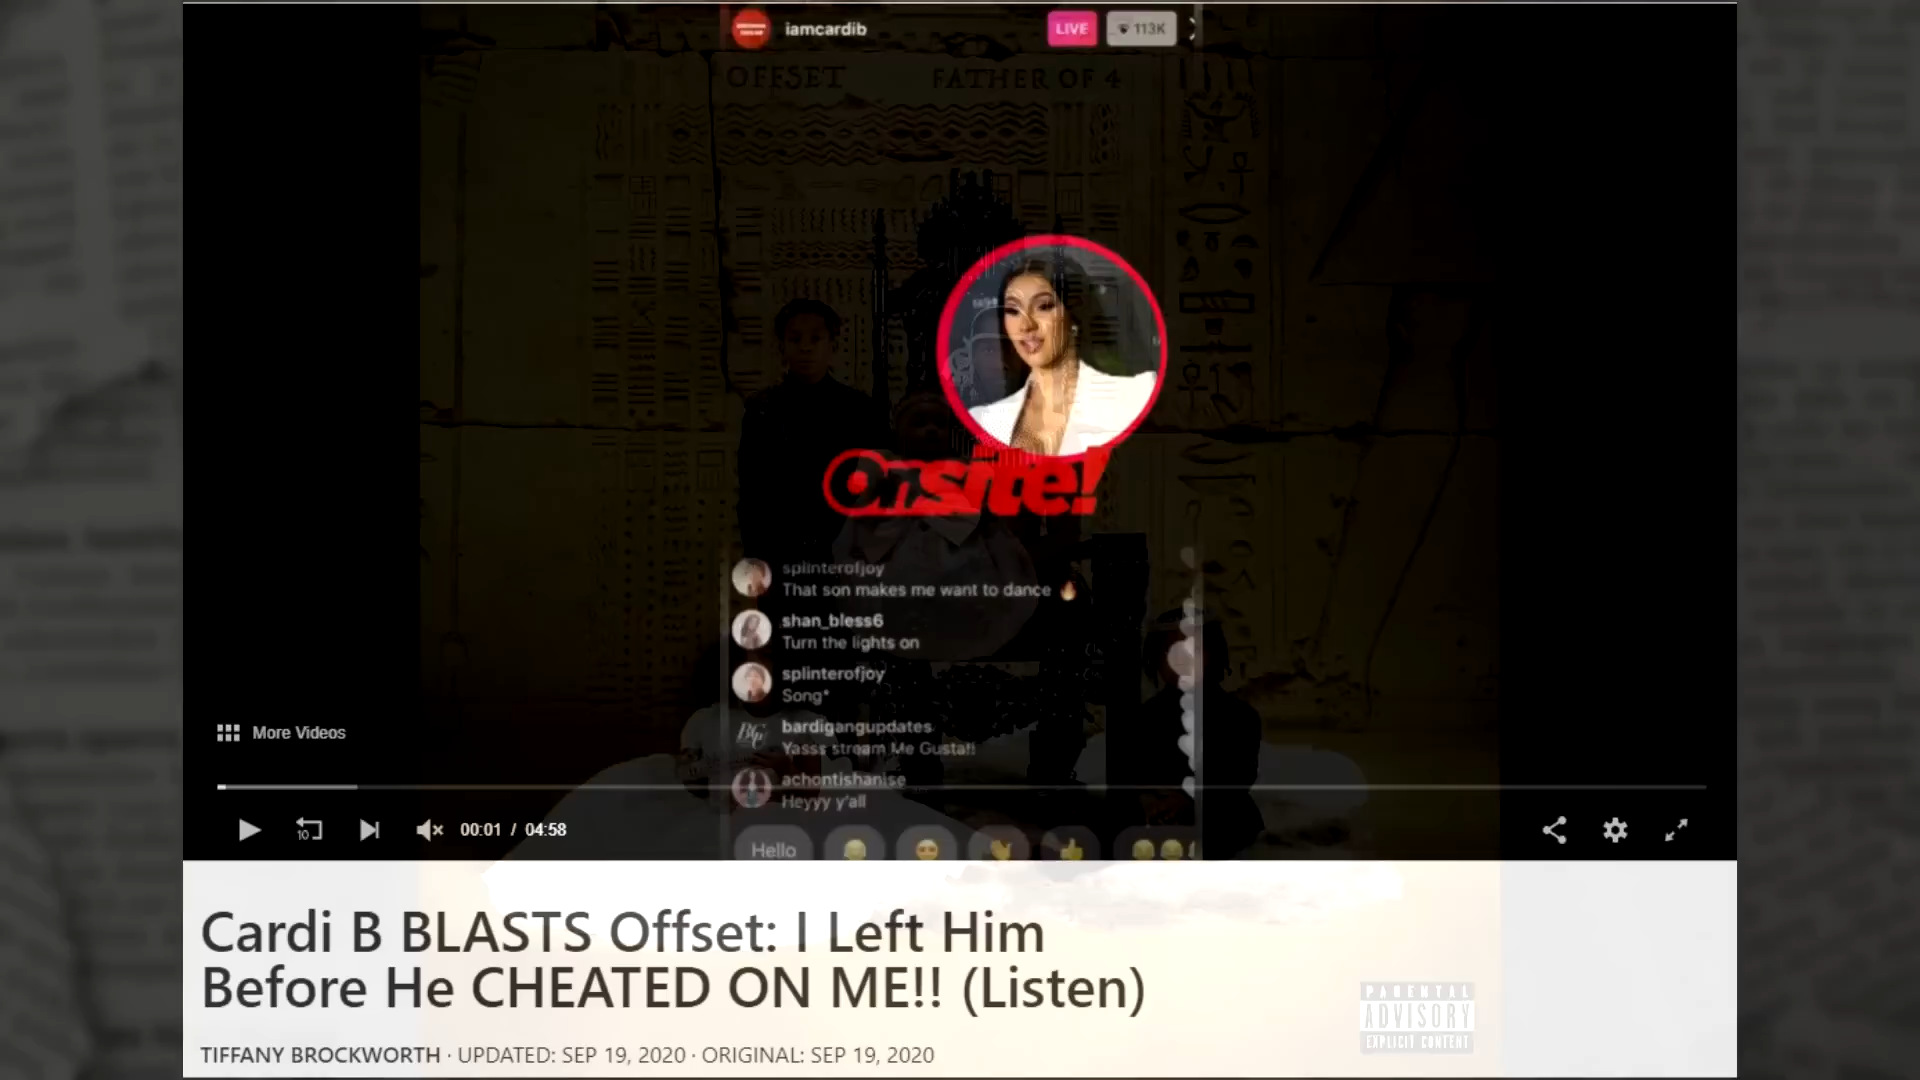 iamcardib
LIVE
113K
OFFSET
FATHER OF 4
Onsite!
splinterofjoy
That son makes me want to dance
shan_bless6
Turn the lights on
splinterofjoy
Song*
BG
bardigangupdates
Yasss stream Me Gusta!!
achontishanise
Heyyy y'all
Hello
More Videos
10
00:01 / 04:58
Cardi B BLASTS Offset: I Left Him
Before He CHEATED ON ME!! (Listen)
PARENTAL
ADVISORY
EXPLICIT CONTENT
TIFFANY BROCKWORTH · UPDATED: SEP 19, 2020 · ORIGINAL: SEP 19, 2020